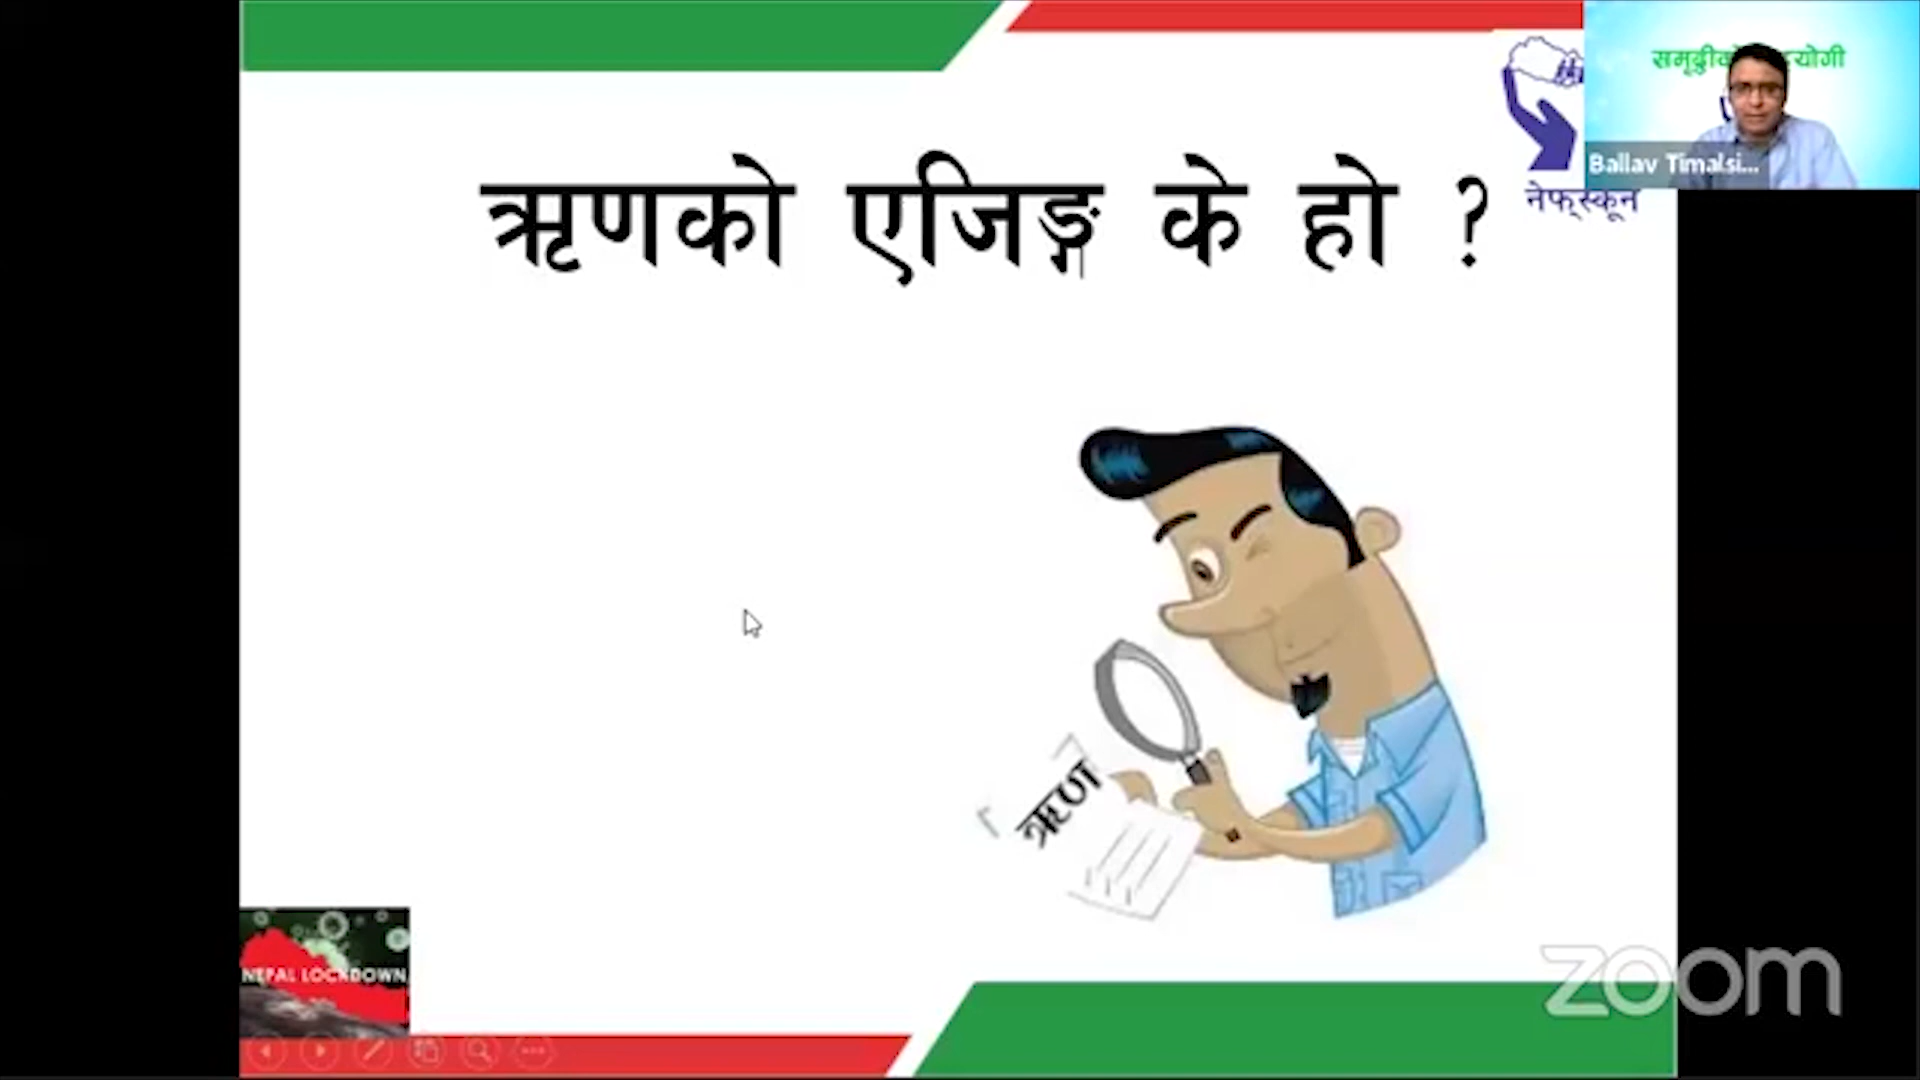 ऋणको एजिङ्ग के हो ?
नेफ्स्कून
Ballav Timalsi...
ऋण
NEPAL LOCKDOWN
zoom